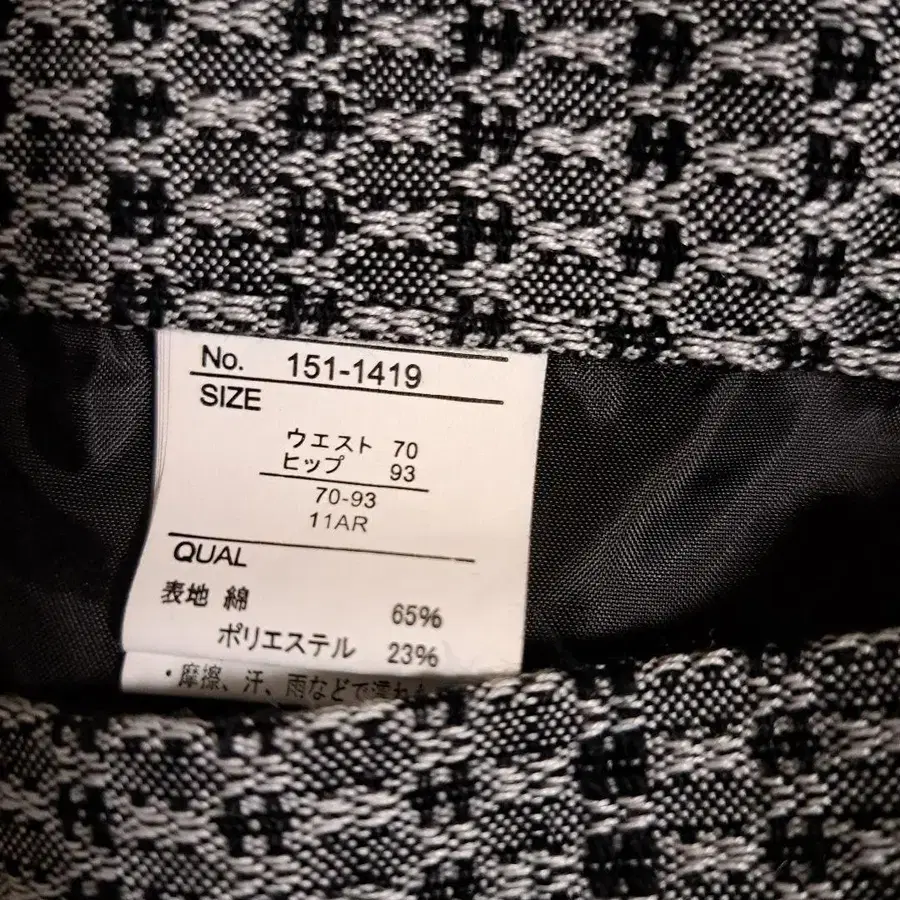 No. 151-1419
SIZE
ウエスト 70
ヒップ 93
70-93
11AR
QUAL
表地 綿 65%
ポリエステル 23%
・摩擦、汗、雨などで濡れ